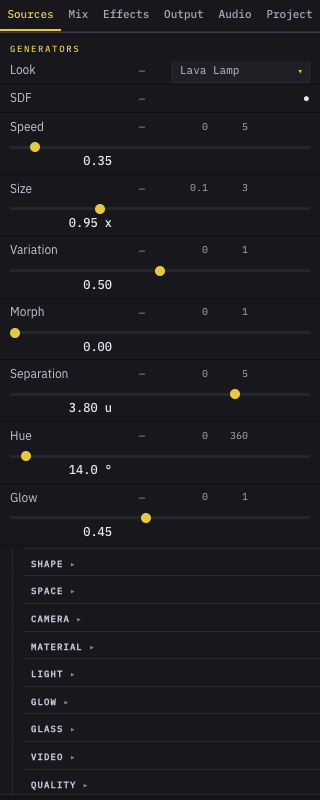 Sources Mix Effects Output Audio Project
GENERATORS
Look – Lava Lamp ▾
SDF –
Speed – 0 5
0.35
Size – 0.1 3
0.95 x
Variation – 0 1
0.50
Morph – 0 1
0.00
Separation – 0 5
3.80 u
Hue – 0 360
14.0 °
Glow – 0 1
0.45
SHAPE ▸
SPACE ▸
CAMERA ▸
MATERIAL ▸
LIGHT ▸
GLOW ▸
GLASS ▸
VIDEO ▸
QUALITY ▸